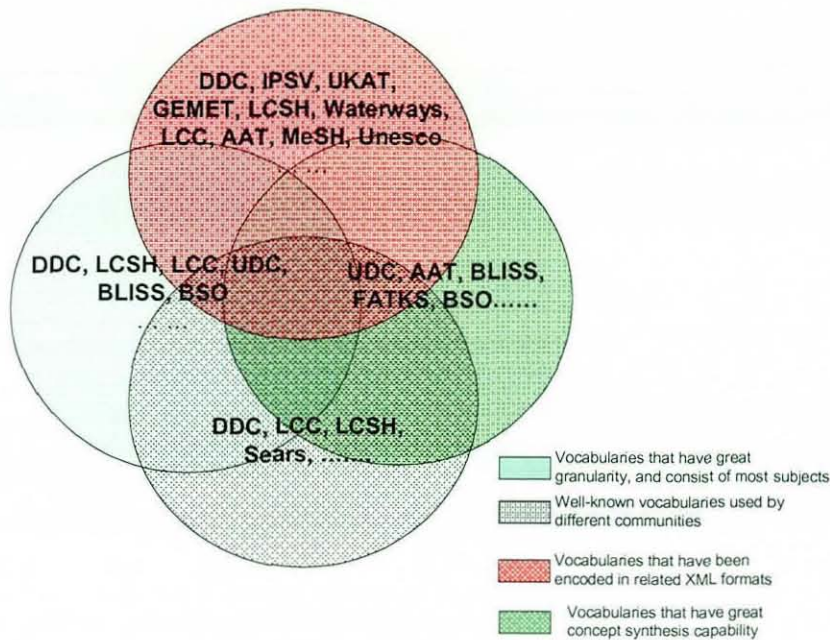 DDC, IPSV, UKAT,
GEMET, LCSH, Waterways,
LCC, AAT, MeSH, Unesco
... ...
DDC, LCSH, LCC, UDC,
BLISS, BSO
... ...
UDC, AAT, BLISS,
FATKS, BSO......
DDC, LCC, LCSH,
Sears, .......
Vocabularies that have great
granularity, and consist of most subjects
Well-known vocabularies used by
different communities
Vocabularies that have been
encoded in related XML formats
Vocabularies that have great
concept synthesis capability